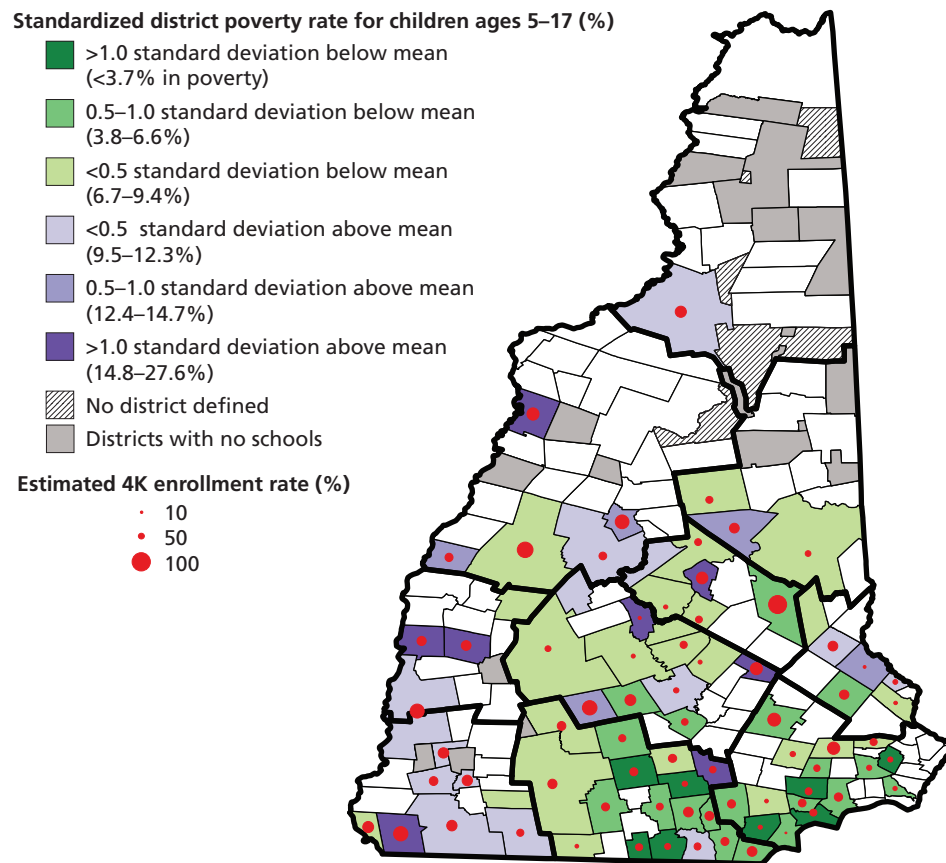 Standardized district poverty rate for children ages 5–17 (%)
>1.0 standard deviation below mean
(<3.7% in poverty)
0.5–1.0 standard deviation below mean
(3.8–6.6%)
<0.5 standard deviation below mean
(6.7–9.4%)
<0.5 standard deviation above mean
(9.5–12.3%)
0.5–1.0 standard deviation above mean
(12.4–14.7%)
>1.0 standard deviation above mean
(14.8–27.6%)
No district defined
Districts with no schools
Estimated 4K enrollment rate (%)
10
50
100